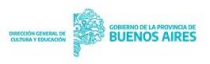 DIRECCIÓN GENERAL DE
CULTURA Y EDUCACIÓN
GOBIERNO DE LA PROVINCIA DE
BUENOS AIRES